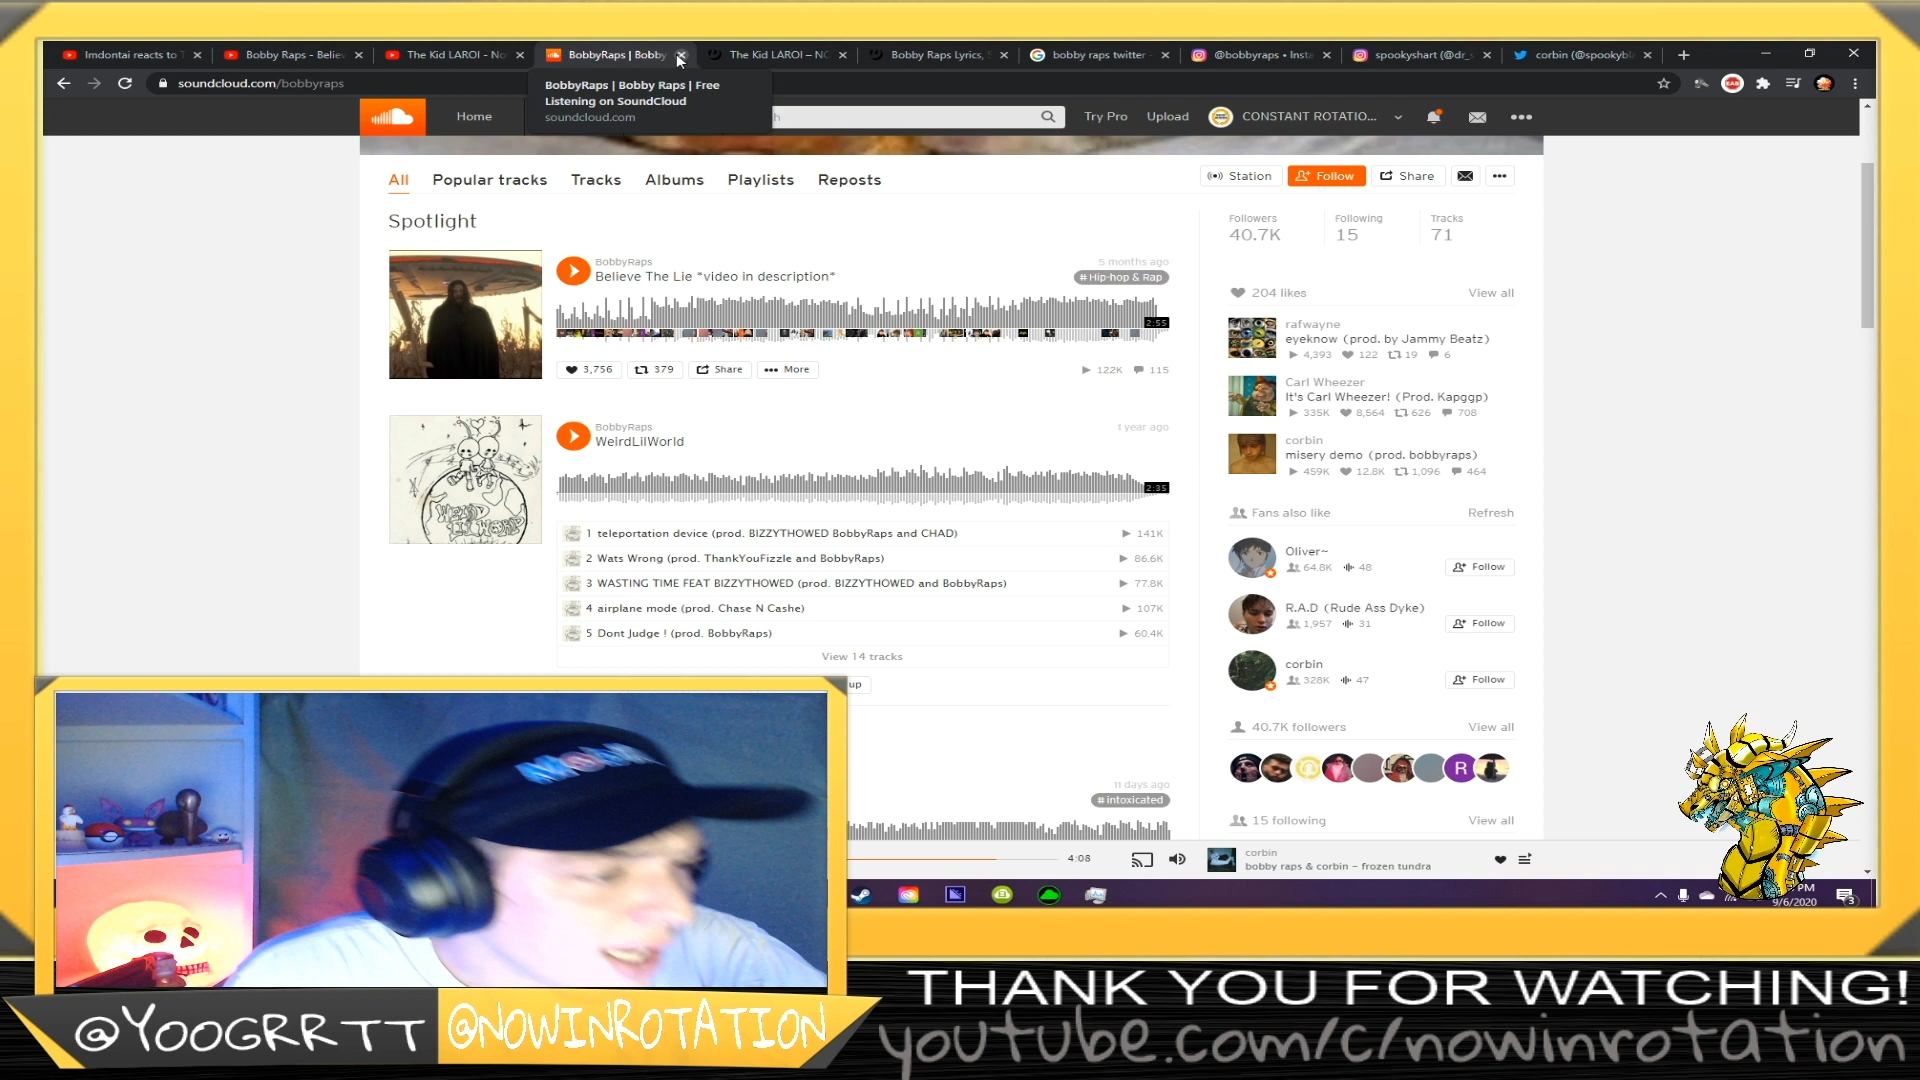 Imdontai reacts to T
Bobby Raps - Believ
The Kid LAROI - No
BobbyRaps | Bobby
The Kid LAROI – NO
Bobby Raps Lyrics, S
bobby raps twitter -
@bobbyraps • Insta
spookyshart (@dr_s
corbin (@spookybl
soundcloud.com/bobbyraps
BobbyRaps | Bobby Raps | Free
Listening on SoundCloud
soundcloud.com
Home
h
Try Pro
Upload
CONSTANT ROTATIO...
All
Popular tracks
Tracks
Albums
Playlists
Reposts
Station
Follow
Share
Spotlight
Followers
40.7K
Following
15
Tracks
71
BobbyRaps
Believe The Lie *video in description*
5 months ago
# Hip-hop & Rap
2:55
3,756
379
Share
More
122K
115
BobbyRaps
WeirdLilWorld
1 year ago
2:35
WEIRD
LIL WORLD
1 teleportation device (prod. BIZZYTHOWED BobbyRaps and CHAD)
141K
2 Wats Wrong (prod. ThankYouFizzle and BobbyRaps)
86.6K
3 WASTING TIME FEAT BIZZYTHOWED (prod. BIZZYTHOWED and BobbyRaps)
77.8K
4 airplane mode (prod. Chase N Cashe)
107K
5 Dont Judge ! (prod. BobbyRaps)
60.4K
View 14 tracks
up
11 days ago
# intoxicated
204 likes
View all
rafwayne
eyeknow (prod. by Jammy Beatz)
4,393 122 19 6
Carl Wheezer
It's Carl Wheezer! (Prod. Kapggp)
335K 8,564 626 708
corbin
misery demo (prod. bobbyraps)
459K 12.8K 1,096 464
Fans also like
Refresh
Oliver~
64.8K 48
Follow
R.A.D (Rude Ass Dyke)
1,957 31
Follow
corbin
328K 47
Follow
40.7K followers
View all
R
15 following
View all
4:08
corbin
bobby raps & corbin – frozen tundra
PM
9/6/2020
3
@YOOGRRTT
@NOWINROTATION
THANK YOU FOR WATCHING!
youtube.com/c/nowinrotation